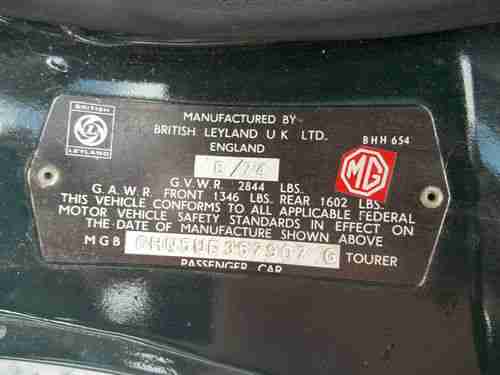 BRITISH
LEYLAND
MANUFACTURED BY
BRITISH LEYLAND U K LTD.
ENGLAND
BHH 654
6/74
MG
G.V.W.R. 2844 LBS.
G.A.W.R. FRONT 1346 LBS. REAR 1602 LBS.
THIS VEHICLE CONFORMS TO ALL APPLICABLE FEDERAL
MOTOR VEHICLE SAFETY STANDARDS IN EFFECT ON
THE DATE OF MANUFACTURE SHOWN ABOVE
MGB GHN5UE367907 G TOURER
PASSENGER CAR